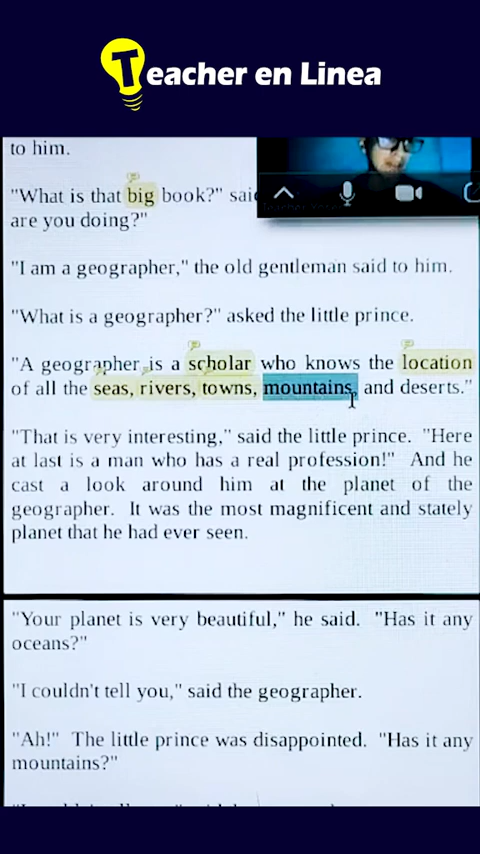 Teacher en Linea
to him.
"What is that big book?" said
are you doing?"
"I am a geographer," the old gentleman said to him.
"What is a geographer?" asked the little prince.
"A geographer is a scholar who knows the location
of all the seas, rivers, towns, mountains, and deserts."
"That is very interesting," said the little prince. "Here
at last is a man who has a real profession!" And he
cast a look around him at the planet of the
geographer. It was the most magnificent and stately
planet that he had ever seen.
"Your planet is very beautiful," he said. "Has it any
oceans?"
"I couldn't tell you," said the geographer.
"Ah!" The little prince was disappointed. "Has it any
mountains?"